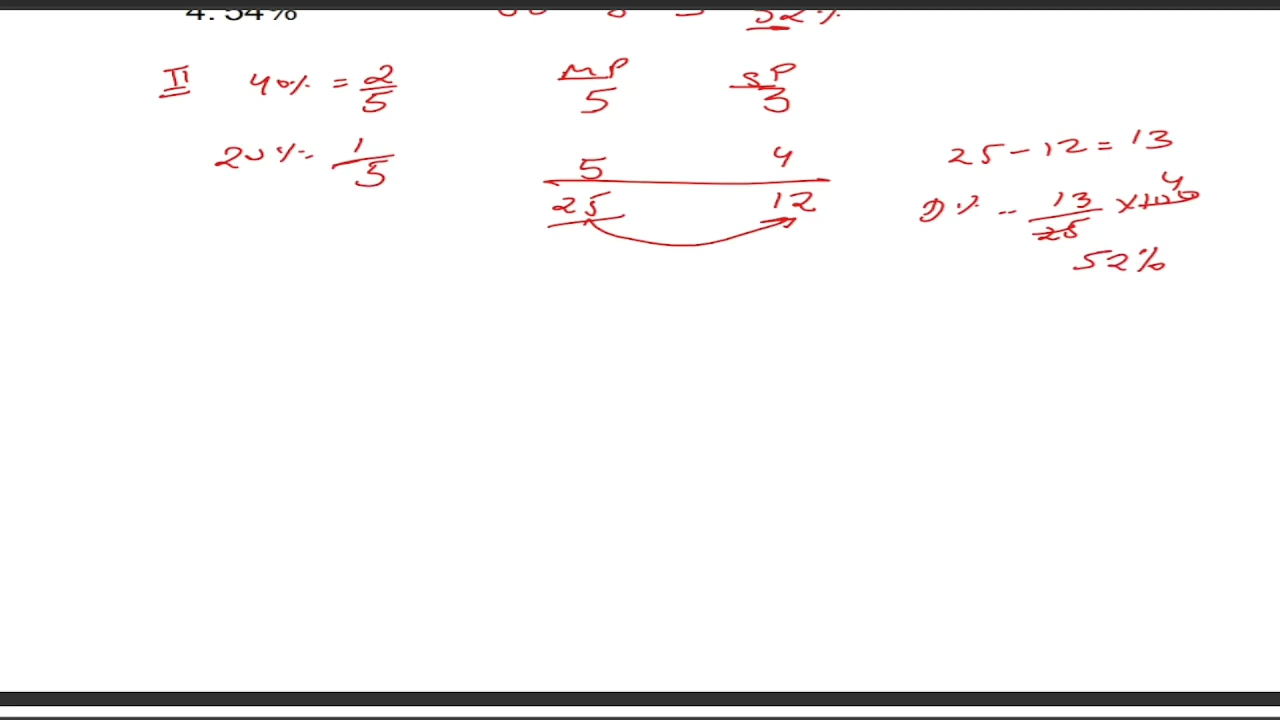 4. 54%
52%
II 40% = 2/5 MP 5 SP 3
20% - 1/5 5 4
25 12
25 - 12 = 13
D% -- 13/25 x 100 4
52%